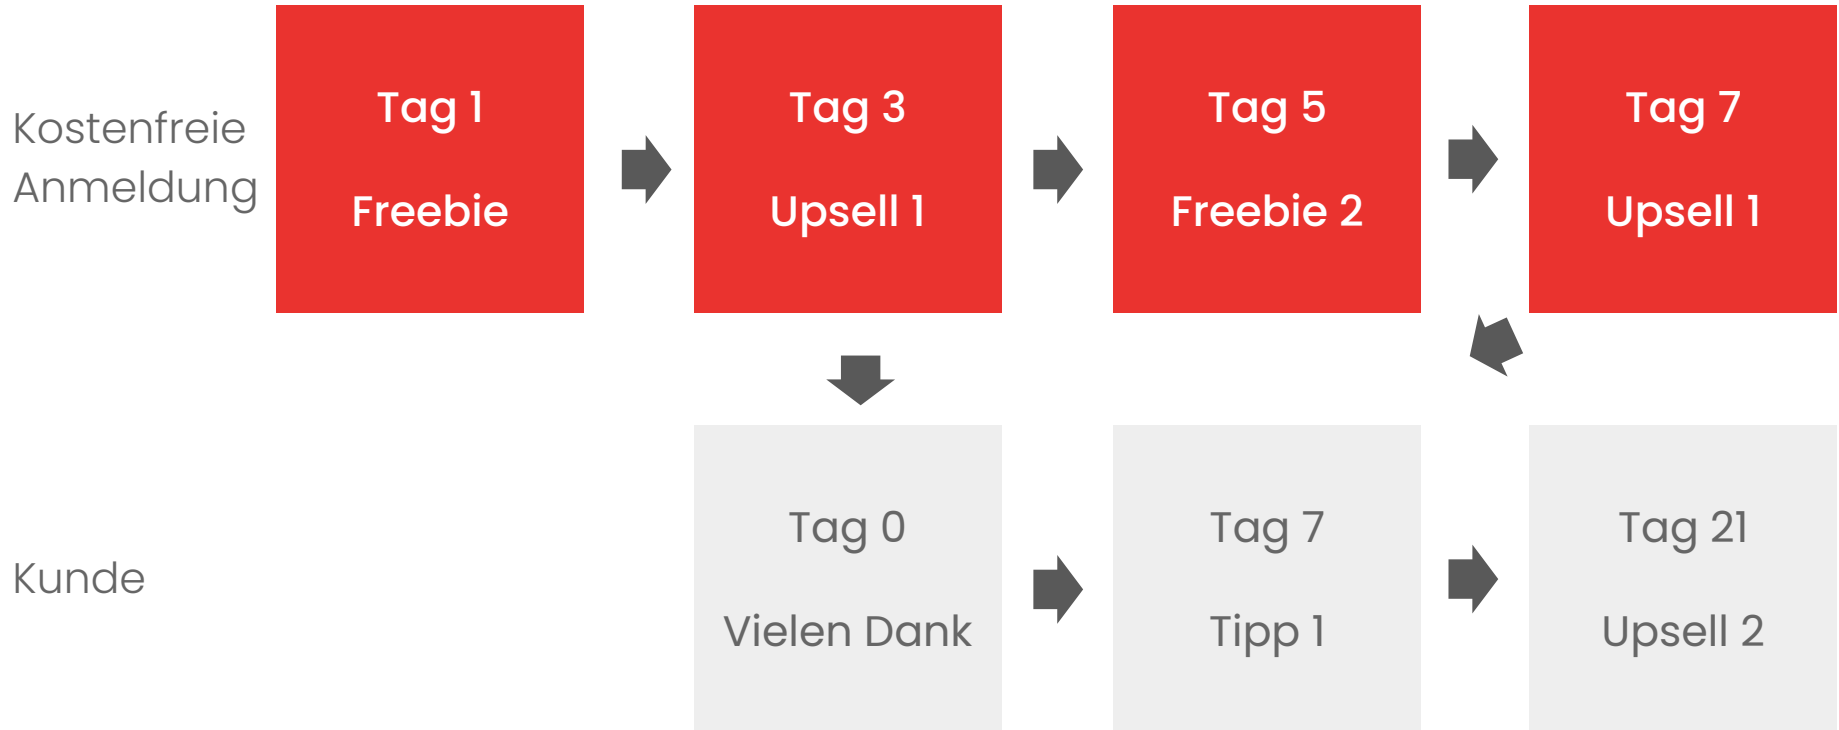 Kostenfreie
Anmeldung
Tag 1
Freebie
Tag 3
Upsell 1
Tag 5
Freebie 2
Tag 7
Upsell 1
Kunde
Tag 0
Vielen Dank
Tag 7
Tipp 1
Tag 21
Upsell 2